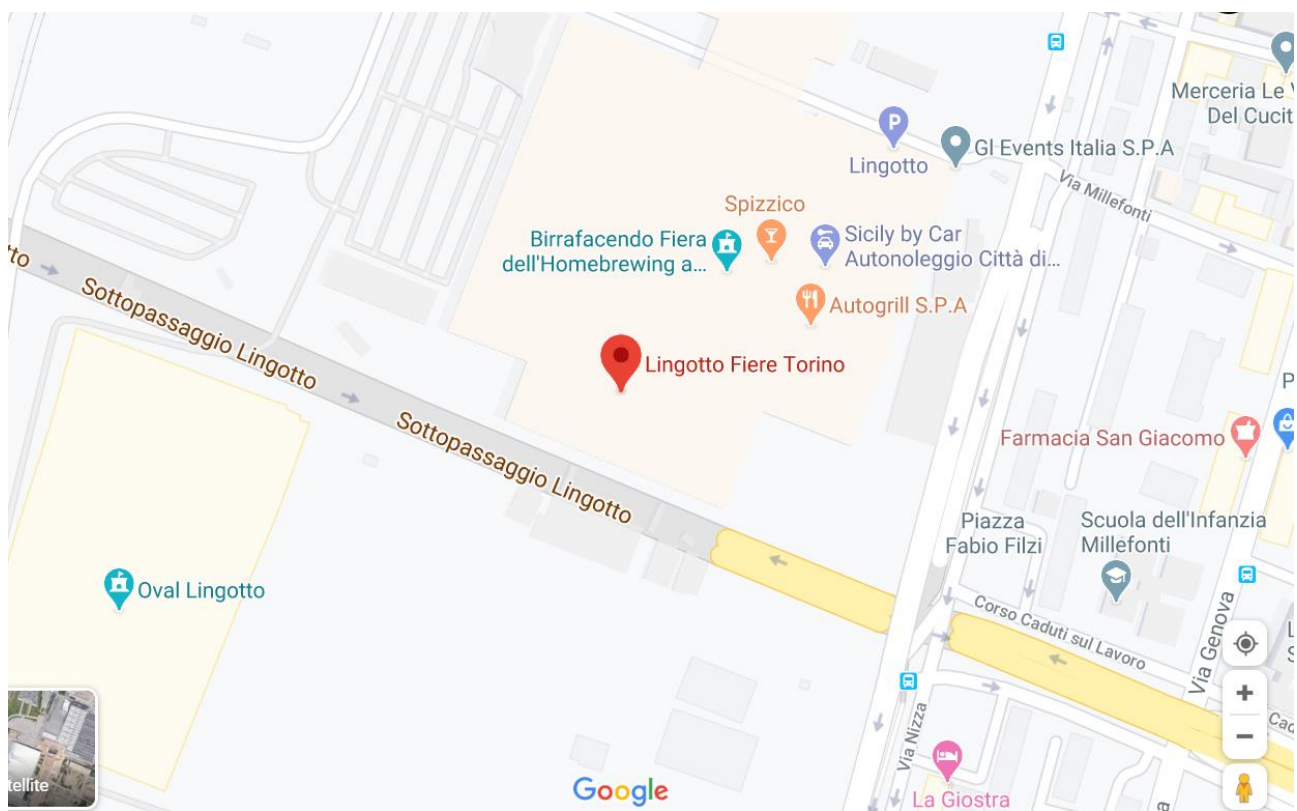 Merceria Le V
Del Cucit
P
Lingotto
Gl Events Italia S.P.A
Via Millefonti
Spizzico
Birrafacendo Fiera
dell'Homebrewing a...
Sicily by Car
Autonoleggio Città di...
Autogrill S.P.A
tto
Sottopassaggio Lingotto
Lingotto Fiere Torino
P
Sottopassaggio Lingotto
Farmacia San Giacomo
Piazza
Fabio Filzi
Scuola dell'Infanzia
Millefonti
Oval Lingotto
Corso Caduti sul Lavoro
Via Genova
L
S
Cad
Via Nizza
tellite
Google
La Giostra
a